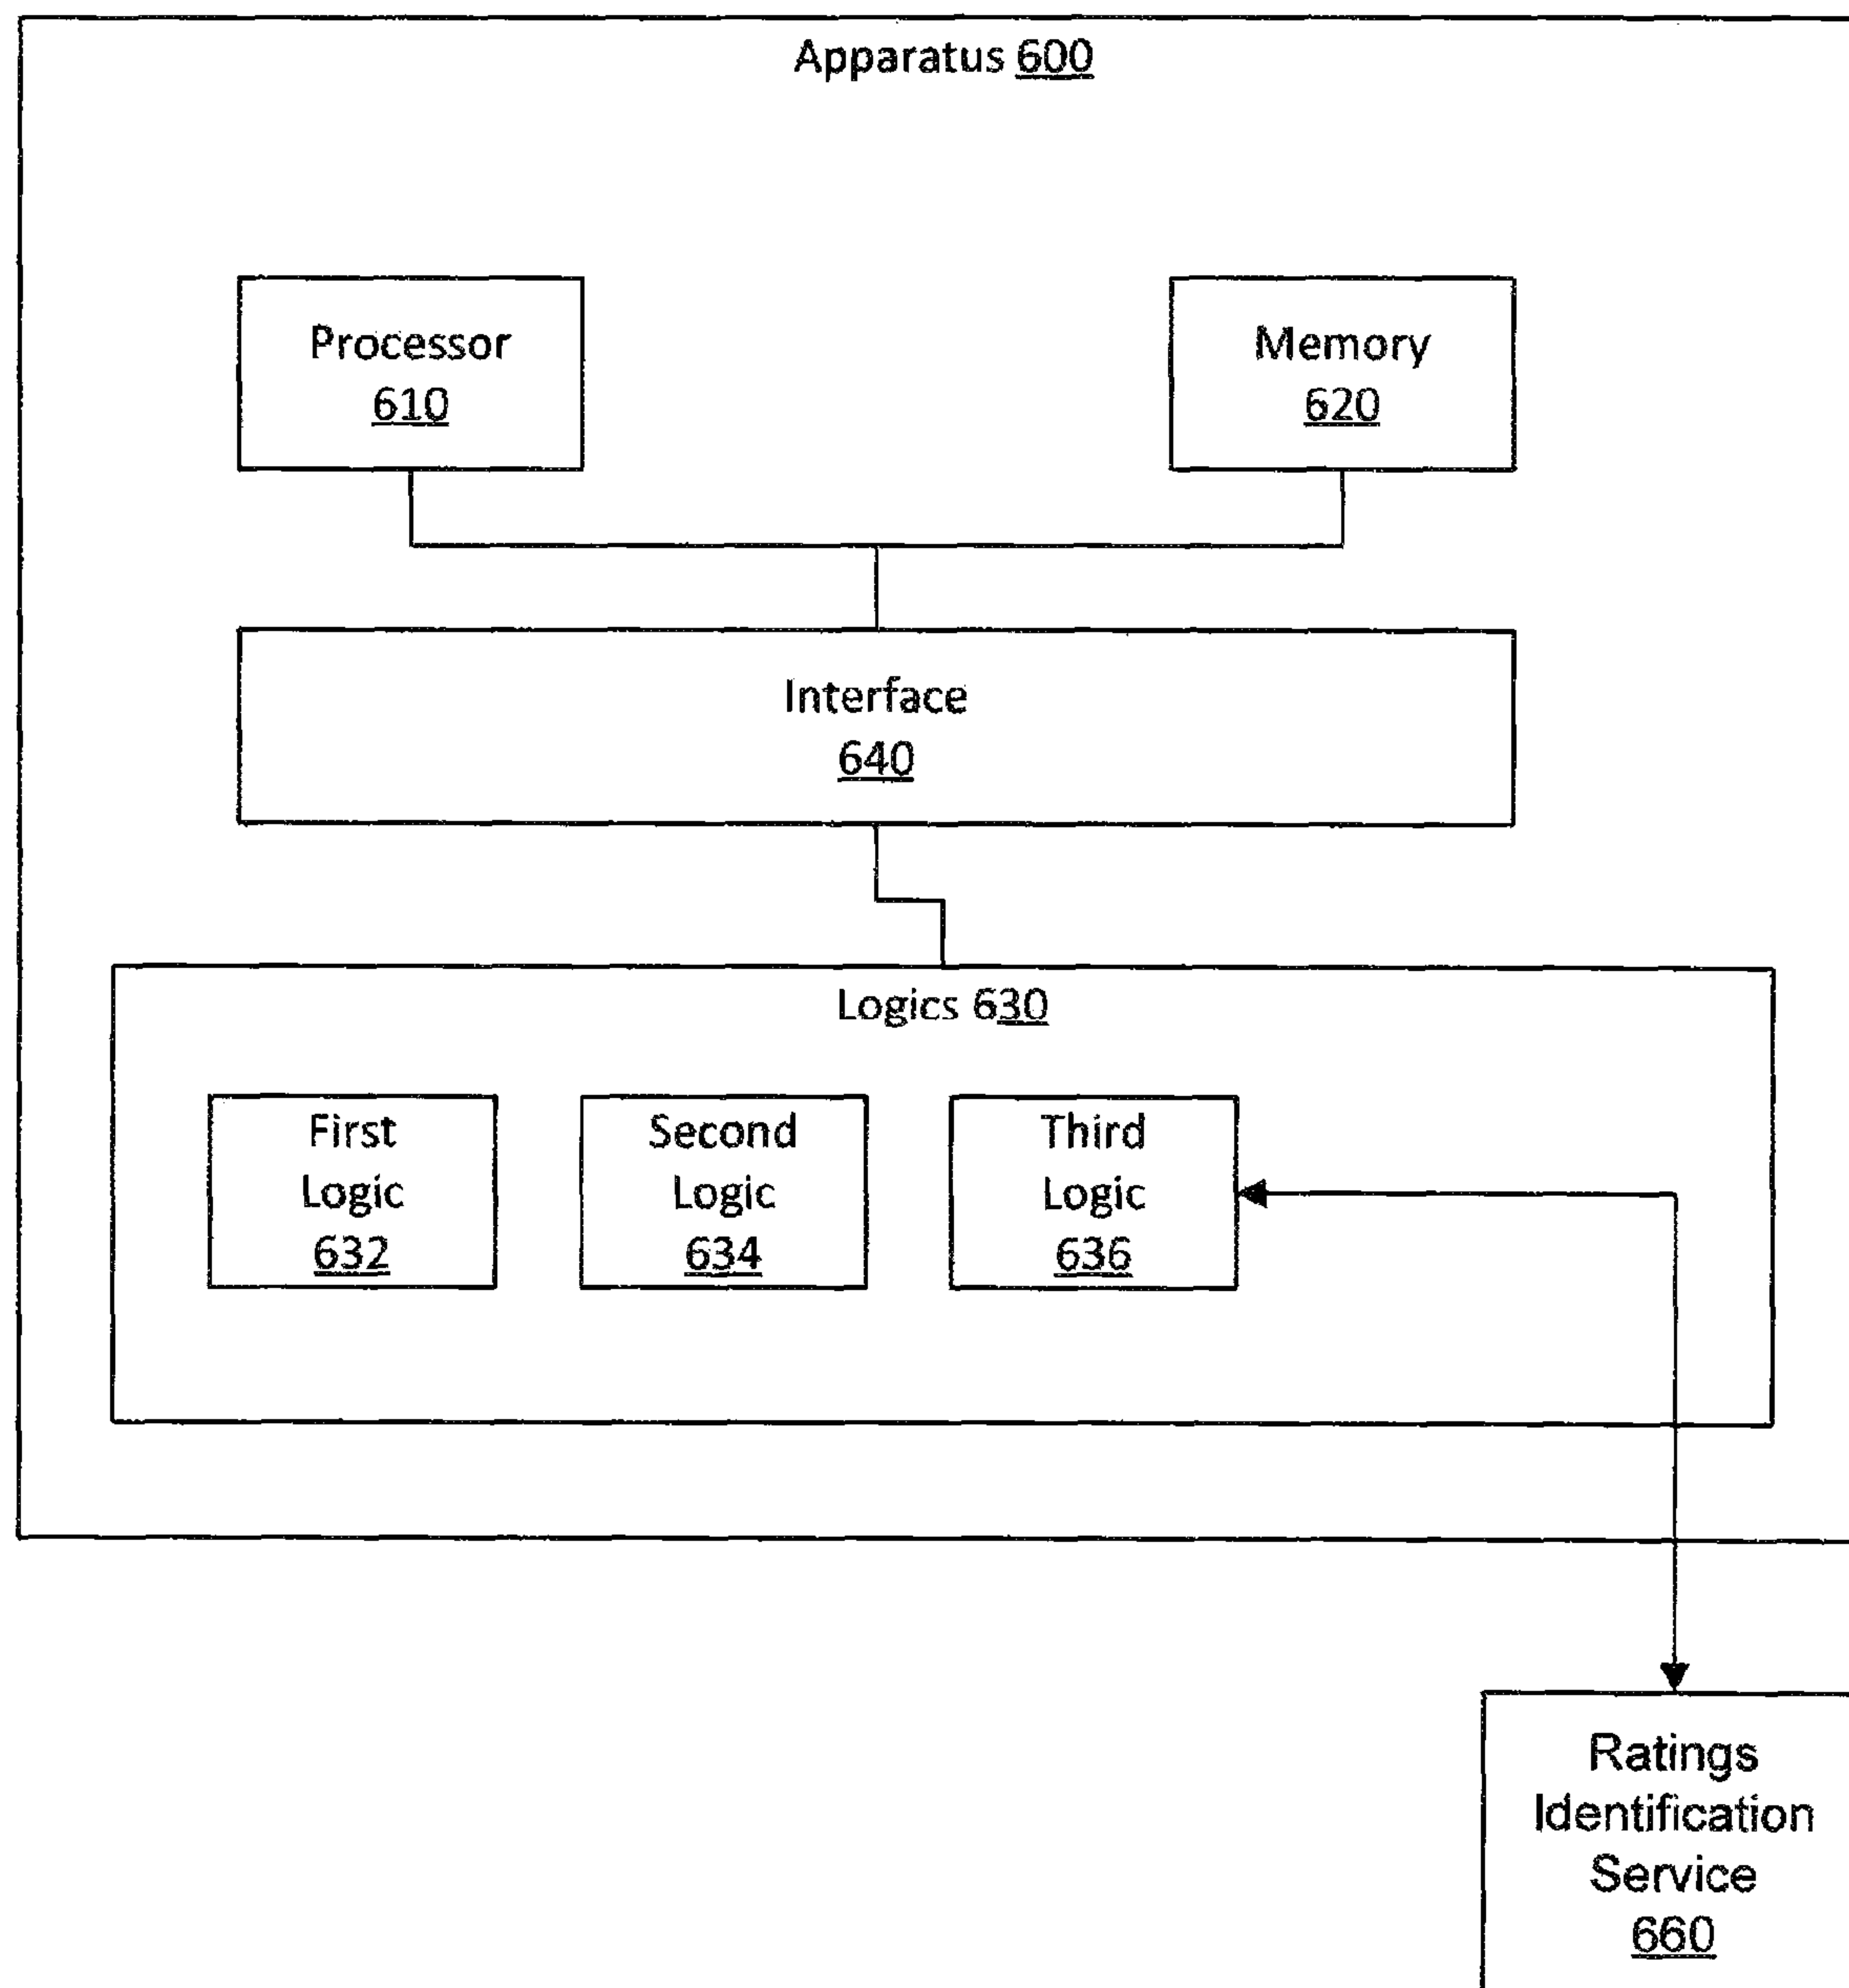 Apparatus 600
Processor
610
Memory
620
Interface
640
Logics 630
First
Logic
632
Second
Logic
634
Third
Logic
636
Ratings
Identification
Service
660